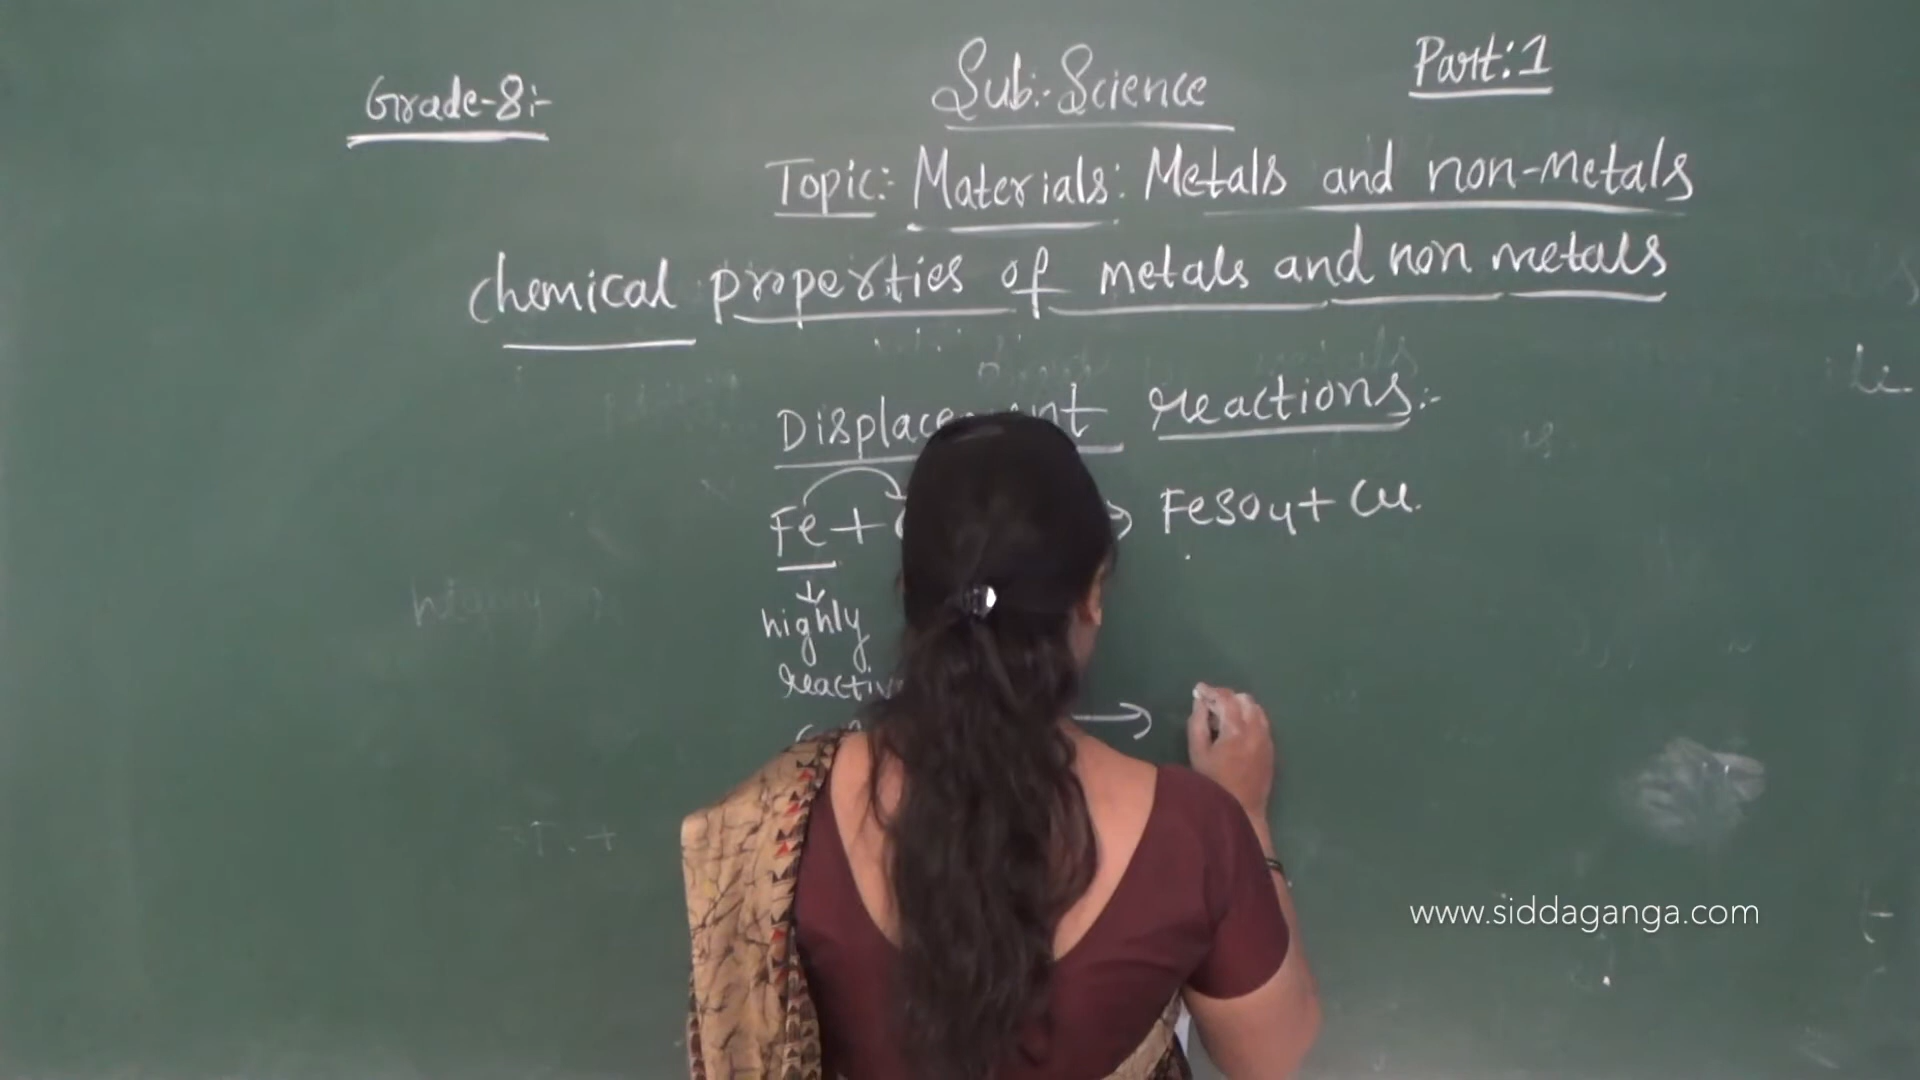 Grade-8:-
Sub:-Science
Part:1
Topic:- Materials: Metals and non-metals
chemical properties of metals and non metals
Displacement reactions:-
Fe + → FeSO4 + Cu.
↓
highly
reactive
→
www.siddaganga.com